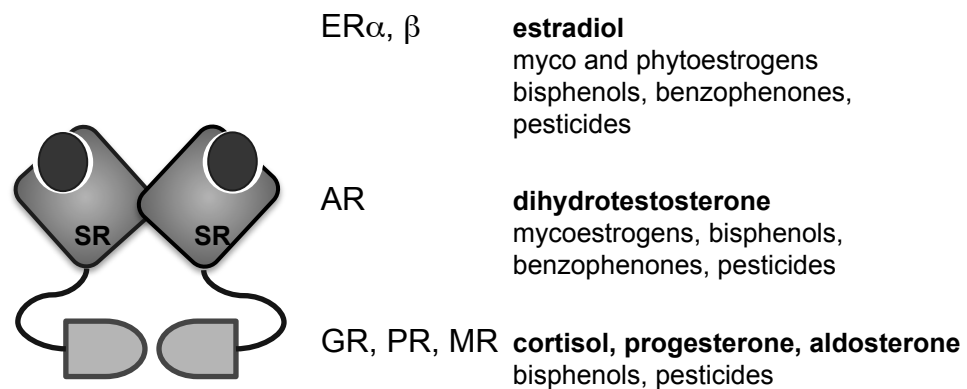 ERα, β
estradiol
myco and phytoestrogens
bisphenols, benzophenones,
pesticides
SR SR
AR
dihydrotestosterone
mycoestrogens, bisphenols,
benzophenones, pesticides
GR, PR, MR
cortisol, progesterone, aldosterone
bisphenols, pesticides